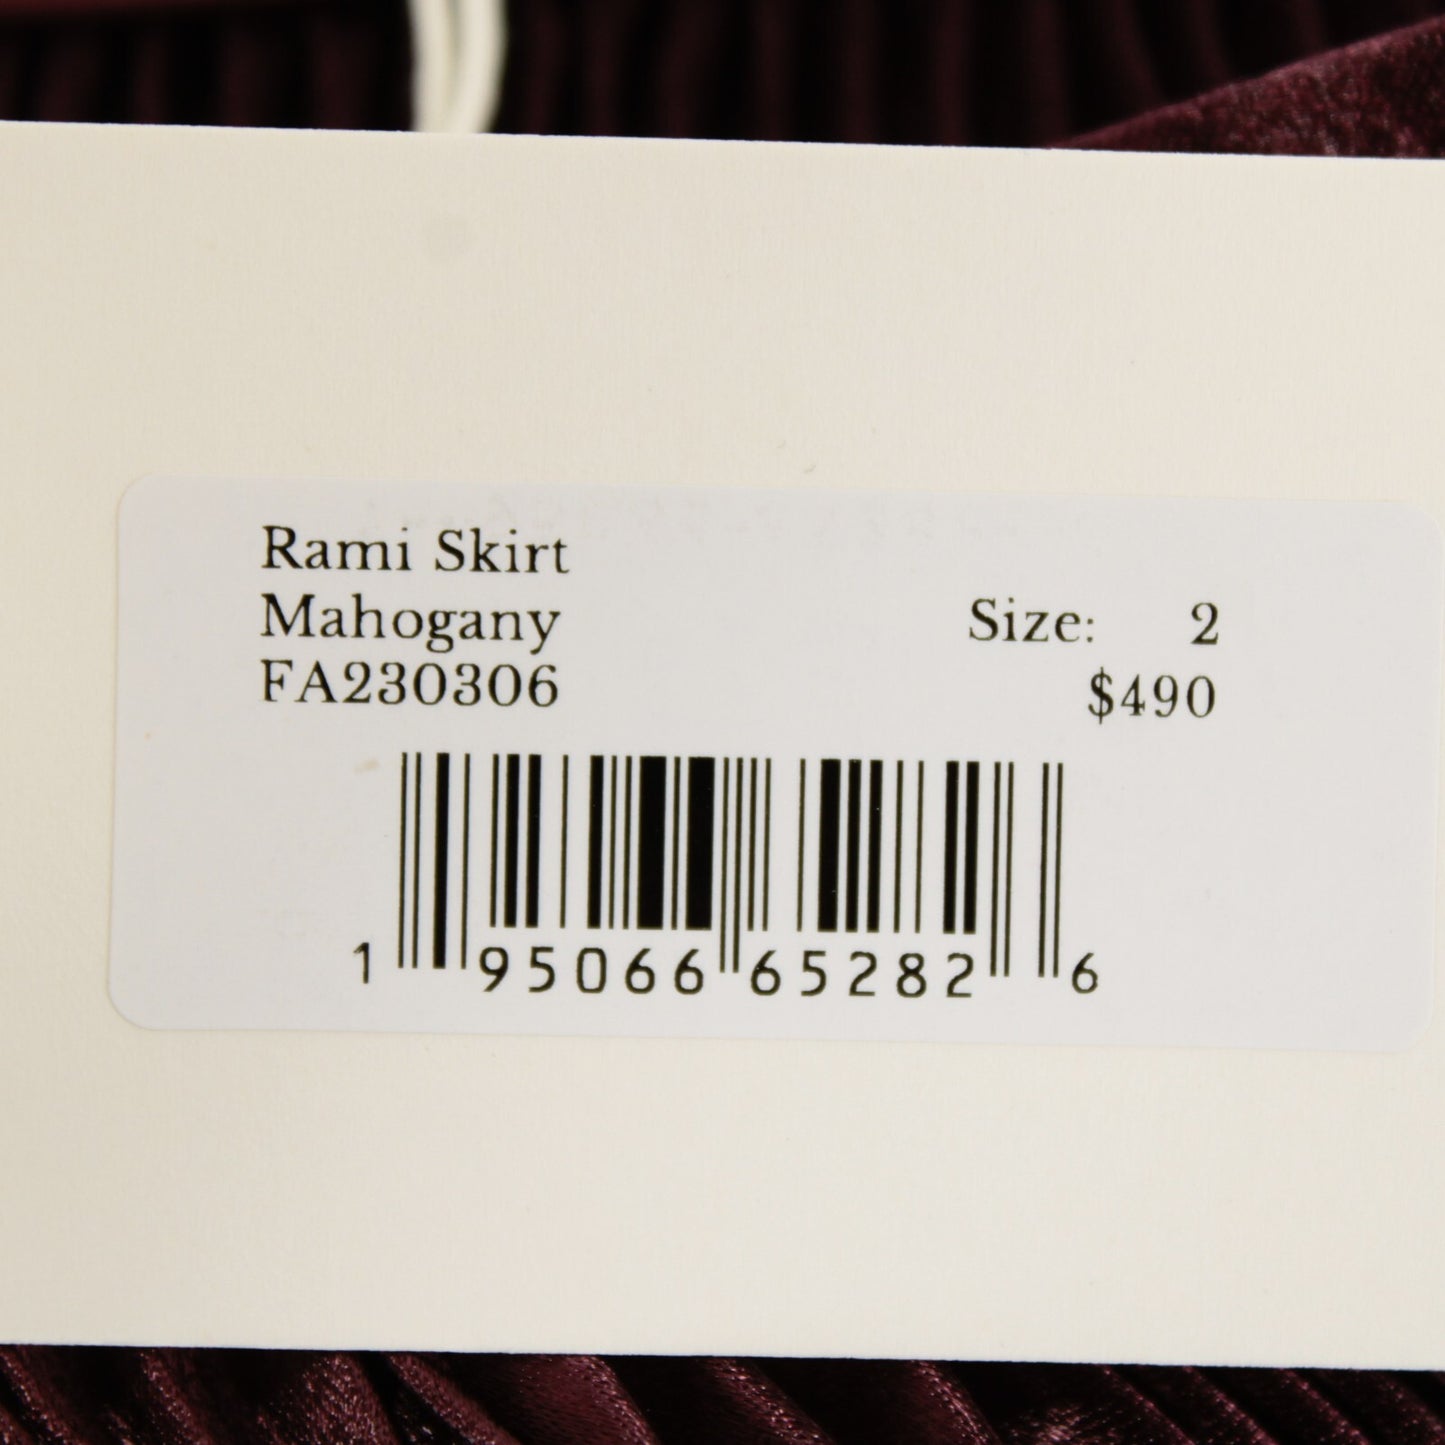 Rami Skirt
Mahogany Size: 2
FA230306 $490
1 95066 65282 6